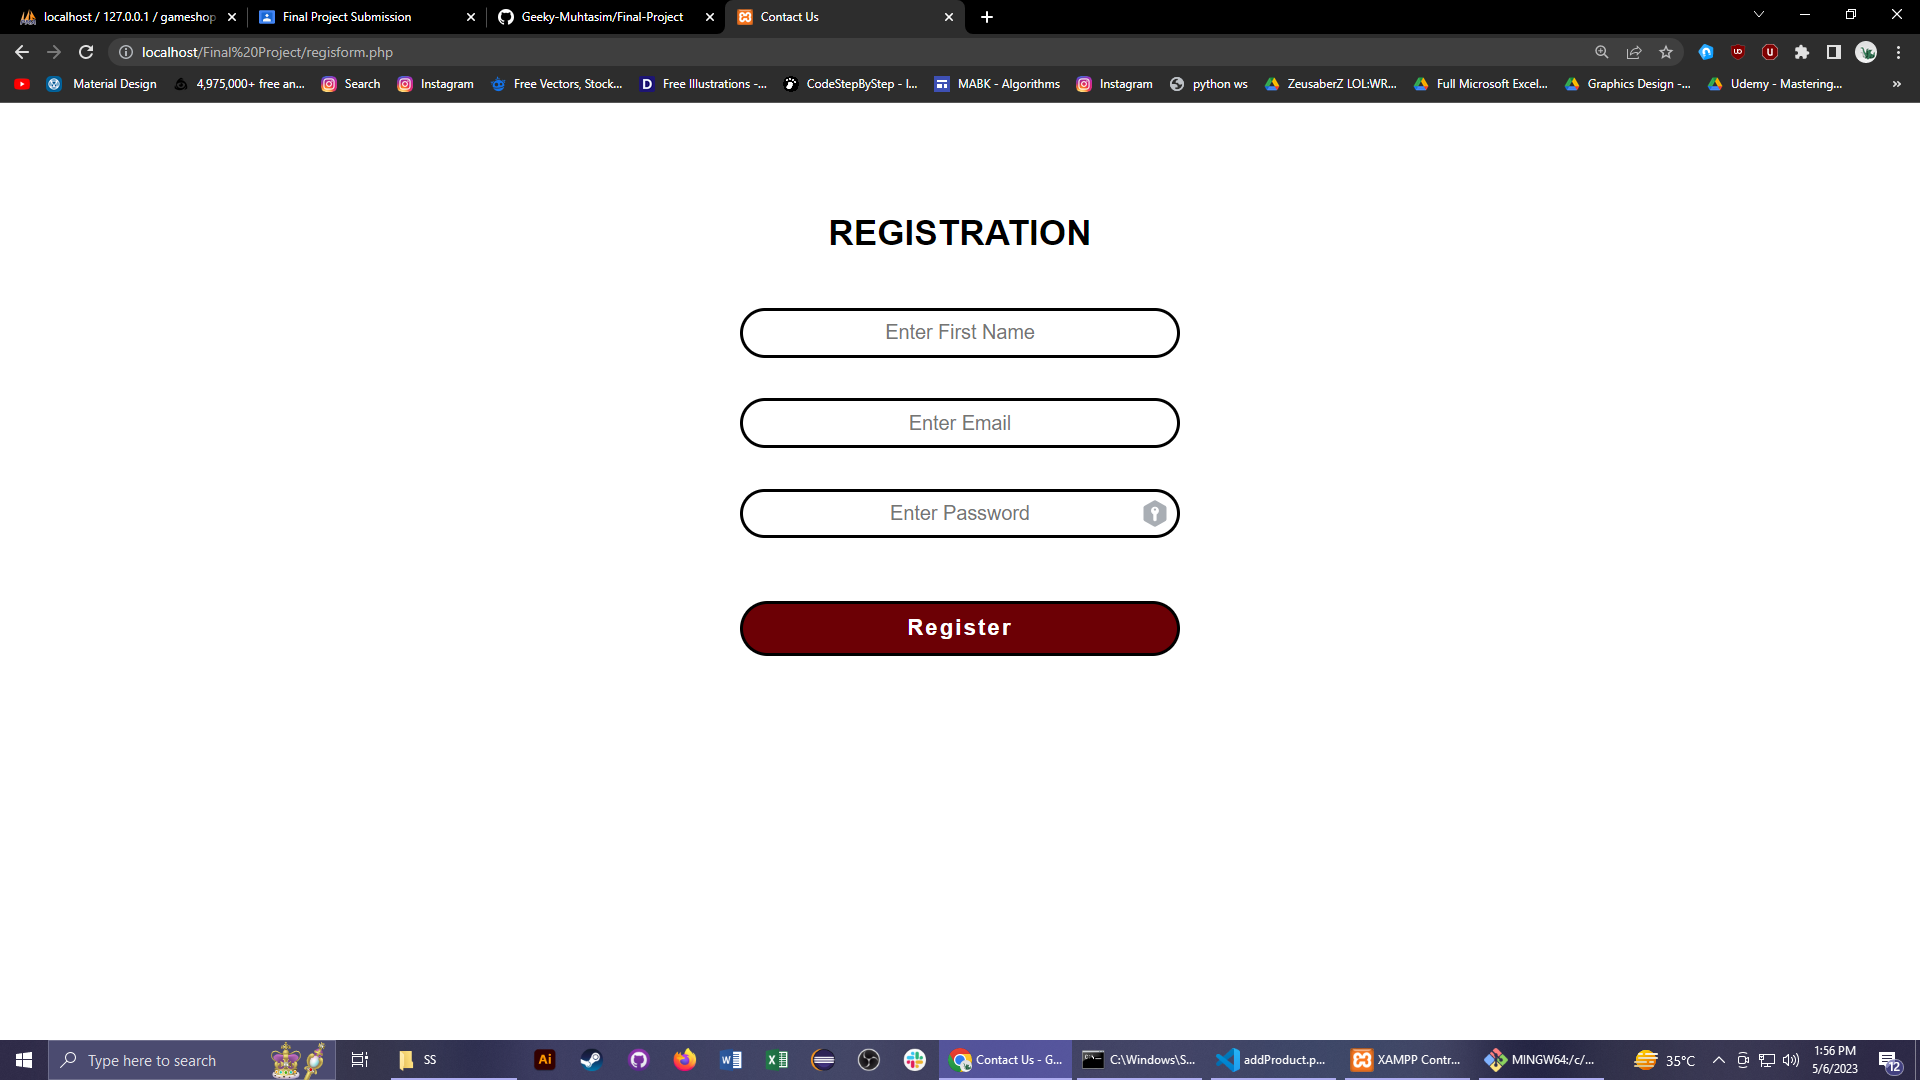 localhost / 127.0.0.1 / gameshop
Final Project Submission
Geeky-Muhtasim/Final-Project
Contact Us
localhost/Final%20Project/regisform.php
Material Design
4,975,000+ free an...
Search
Instagram
Free Vectors, Stock...
Free Illustrations -...
CodeStepByStep - I...
MABK - Algorithms
Instagram
python ws
ZeusaberZ LOL:WR...
Full Microsoft Excel...
Graphics Design -...
Udemy - Mastering...
»
REGISTRATION
Enter First Name
Enter Email
Enter Password
Register
Type here to search
SS
Ai
Contact Us - G...
C:\Windows\S...
addProduct.p...
XAMPP Contr...
MINGW64:/c/...
35°C
1:56 PM
5/6/2023
12